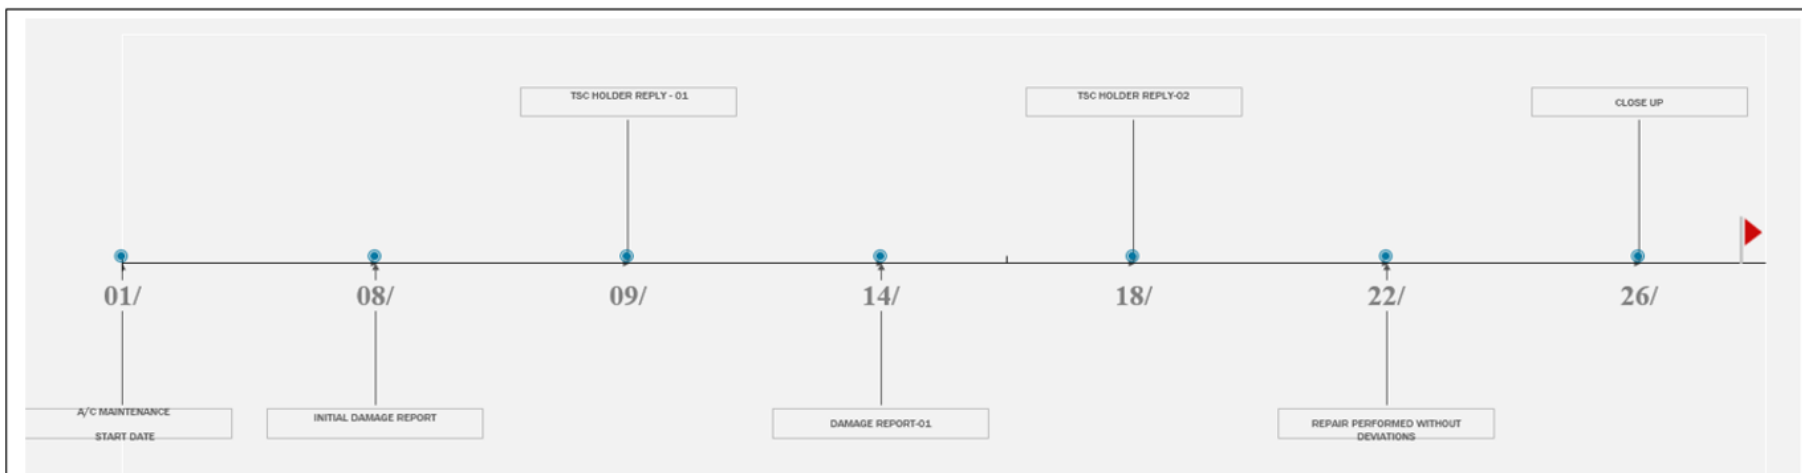 TSC HOLDER REPLY - 01
TSC HOLDER REPLY-02
CLOSE UP
01/
08/
09/
14/
18/
22/
26/
A/C MAINTENANCE
START DATE
INITIAL DAMAGE REPORT
DAMAGE REPORT-01
REPAIR PERFORMED WITHOUT
DEVIATIONS